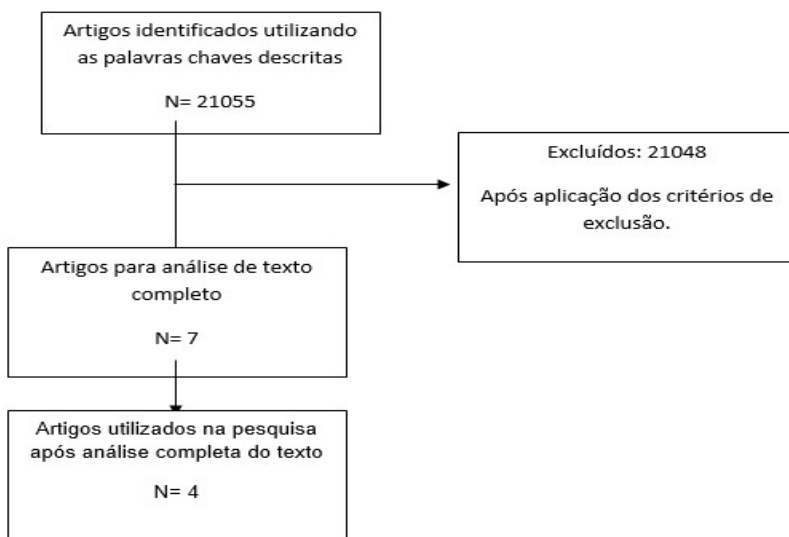 Artigos identificados utilizando
as palavras chaves descritas
N= 21055
Excluídos: 21048
Após aplicação dos critérios de
exclusão.
Artigos para análise de texto
completo
N= 7
Artigos utilizados na pesquisa
após análise completa do texto
N= 4